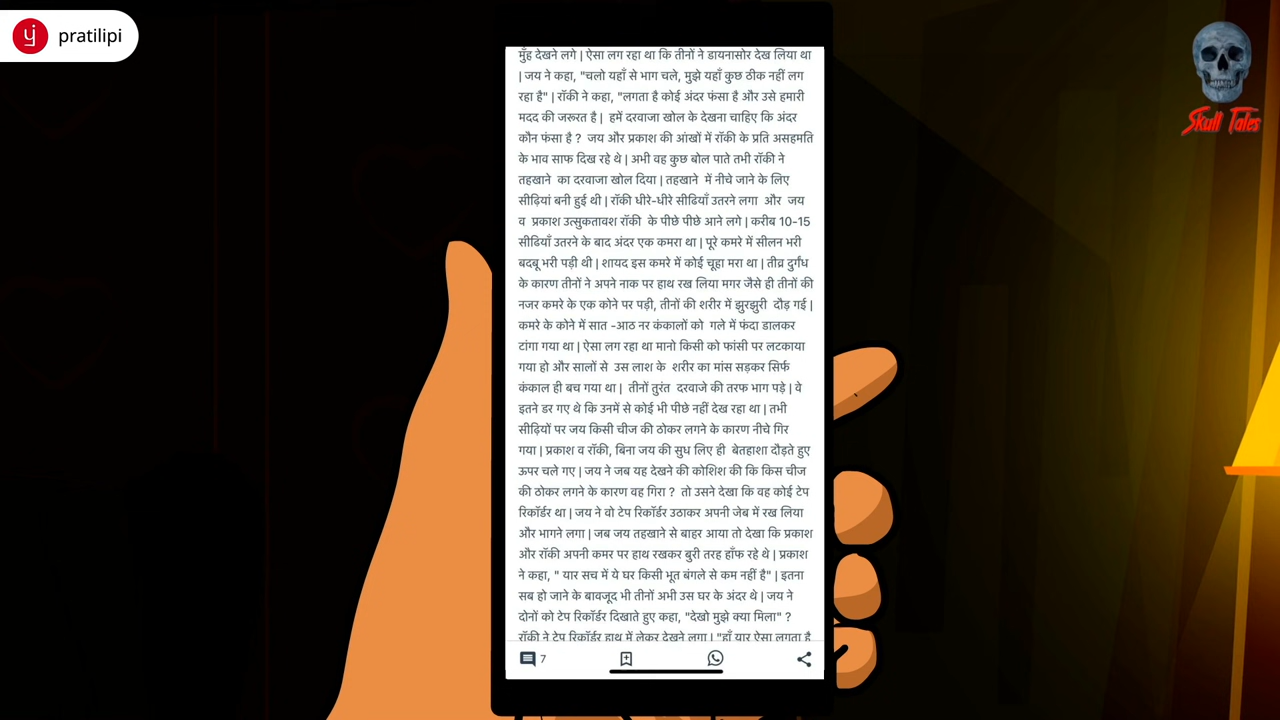 pratilipi
Skull Tales
मुँह देखने लगे | ऐसा लग रहा था कि तीनों ने डायनासोर देख लिया था
| जय ने कहा, "चलो यहाँ से भाग चले, मुझे यहाँ कुछ ठीक नहीं लग
रहा है" | रॉकी ने कहा, "लगता है कोई अंदर फंसा है और उसे हमारी
मदद की जरूरत है | हमें दरवाजा खोल के देखना चाहिए कि अंदर
कौन फंसा है ? जय और प्रकाश की आंखों में रॉकी के प्रति असहमति
के भाव साफ दिख रहे थे | अभी वह कुछ बोल पाते तभी रॉकी ने
तहखाने का दरवाजा खोल दिया | तहखाने में नीचे जाने के लिए
सीढ़ियां बनी हुई थी | रॉकी धीरे-धीरे सीढियाँ उतरने लगा और जय
व प्रकाश उत्सुकतावश रॉकी के पीछे पीछे आने लगे | करीब 10-15
सीढियाँ उतरने के बाद अंदर एक कमरा था | पूरे कमरे में सीलन भरी
बदबू भरी पड़ी थी | शायद इस कमरे में कोई चूहा मरा था | तीव्र दुर्गंध
के कारण तीनों ने अपने नाक पर हाथ रख लिया मगर जैसे ही तीनों की
नजर कमरे के एक कोने पर पड़ी, तीनों की शरीर में झुरझुरी दौड़ गई |
कमरे के कोने में सात -आठ नर कंकालों को गले में फंदा डालकर
टांगा गया था | ऐसा लग रहा था मानो किसी को फांसी पर लटकाया
गया हो और सालों से उस लाश के शरीर का मांस सड़कर सिर्फ
कंकाल ही बच गया था | तीनों तुरंत दरवाजे की तरफ भाग पड़े | वे
इतने डर गए थे कि उनमें से कोई भी पीछे नहीं देख रहा था | तभी
सीढ़ियों पर जय किसी चीज की ठोकर लगने के कारण नीचे गिर
गया | प्रकाश व रॉकी, बिना जय की सुध लिए ही बेतहाशा दौड़ते हुए
ऊपर चले गए | जय ने जब यह देखने की कोशिश की कि किस चीज
की ठोकर लगने के कारण वह गिरा ? तो उसने देखा कि वह कोई टेप
रिकॉर्डर था | जय ने वो टेप रिकॉर्डर उठाकर अपनी जेब में रख लिया
और भागने लगा | जब जय तहखाने से बाहर आया तो देखा कि प्रकाश
और रॉकी अपनी कमर पर हाथ रखकर बुरी तरह हाँफ रहे थे | प्रकाश
ने कहा, " यार सच में ये घर किसी भूत बंगले से कम नहीं है" | इतना
सब हो जाने के बावजूद भी तीनों अभी उस घर के अंदर थे | जय ने
दोनों को टेप रिकॉर्डर दिखाते हुए कहा, "देखो मुझे क्या मिला" ?
रॉकी ने टेप रिकॉर्डर हाथ में लेकर देखने लगा | "हाँ यार ऐसा लगता है
7